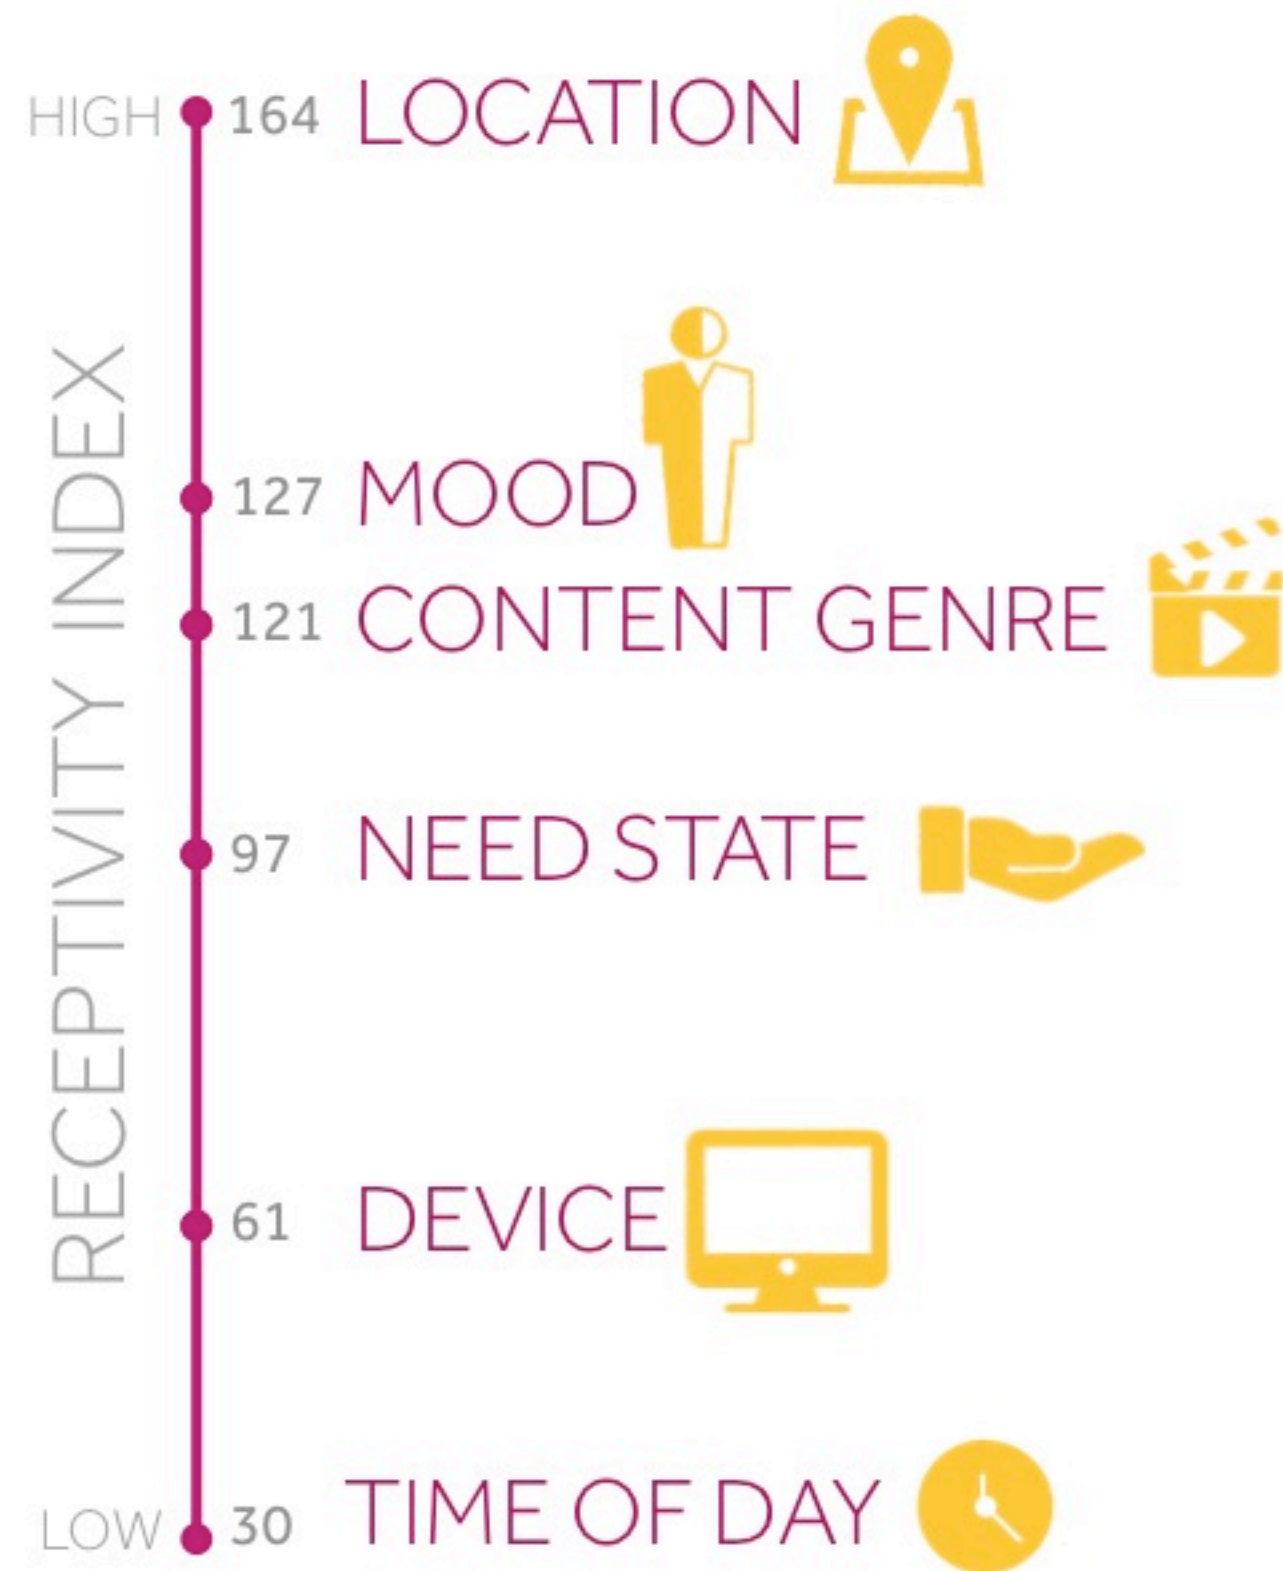 HIGH 164 LOCATION
RECEPTIVITY INDEX
127 MOOD
121 CONTENT GENRE
97 NEED STATE
61 DEVICE
LOW 30 TIME OF DAY